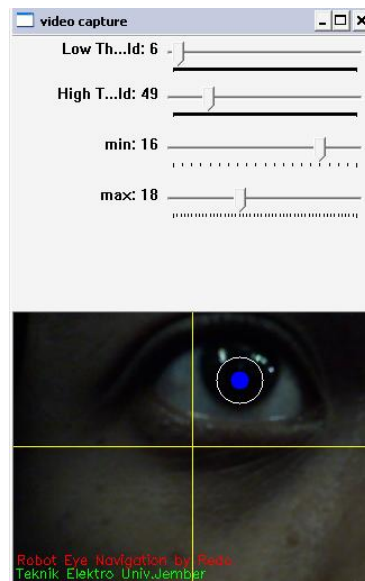 video capture
Low Th...ld: 6
High T...ld: 49
min: 16
max: 18
Robot Eye Navigation by Redo
Teknik Elektro Univ.Jember